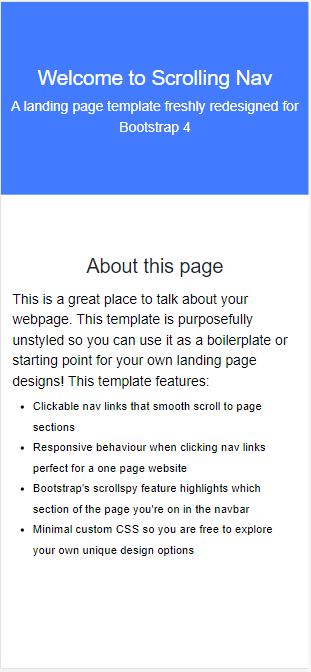 Welcome to Scrolling Nav
A landing page template freshly redesigned for
Bootstrap 4
About this page
This is a great place to talk about your
webpage. This template is purposefully
unstyled so you can use it as a boilerplate or
starting point for your own landing page
designs! This template features:
• Clickable nav links that smooth scroll to page
sections
• Responsive behaviour when clicking nav links
perfect for a one page website
• Bootstrap's scrollspy feature highlights which
section of the page you're on in the navbar
• Minimal custom CSS so you are free to explore
your own unique design options